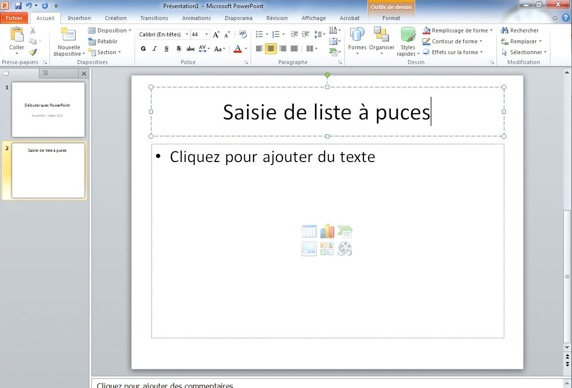 Présentation1 - Microsoft PowerPoint
Outils de dessin
Fichier Accueil Insertion Création Transitions Animations Diaporama Révision Affichage Acrobat Format
Coller
Nouvelle diapositive
Disposition
Rétablir
Section
Calibri (En-têtes) 44
G I S
Formes Organiser Styles rapides
Remplissage de forme
Contour de forme
Effets sur la forme
Rechercher
Remplacer
Sélectionner
Presse-papiers Diapositives Police Paragraphe Dessin Modification
1
Débuter avec PowerPoint
2
Saisie de liste à puces
Saisie de liste à puces
• Cliquez pour ajouter du texte
Cliquez pour ajouter des commentaires